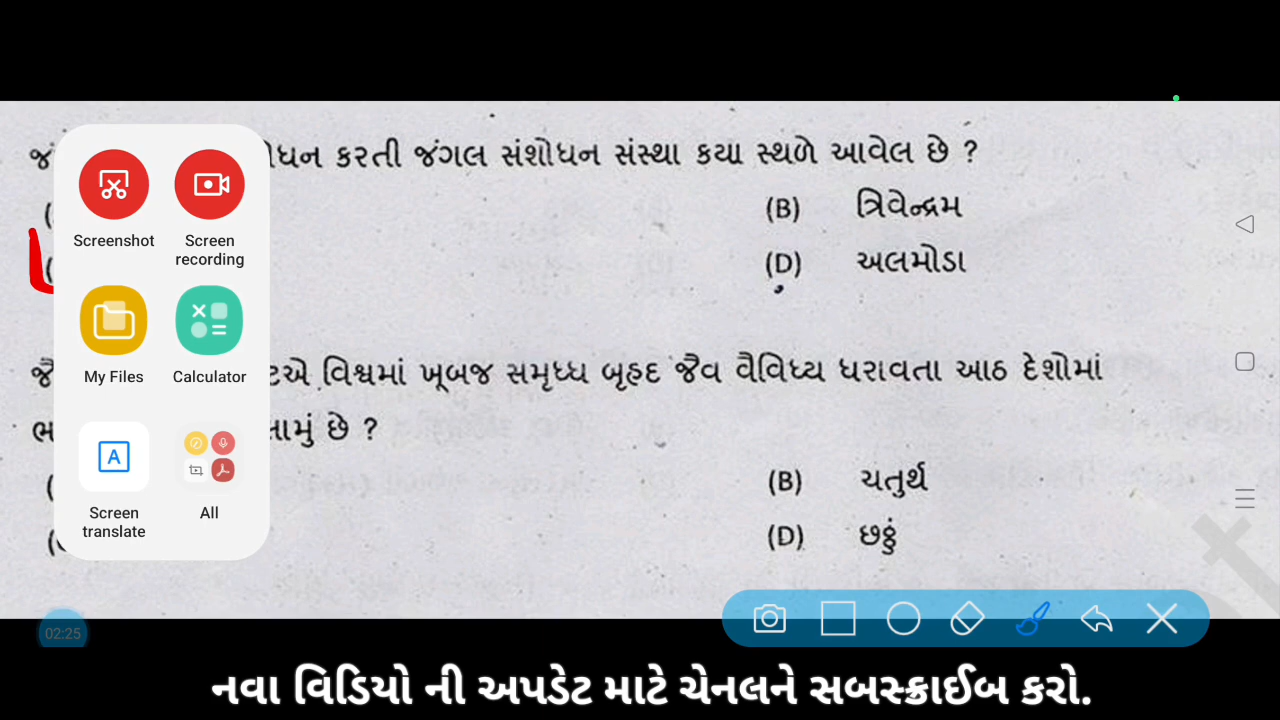 જં
ધન કરતી જંગલ સંશોધન સંસ્થા કયા સ્થળે આવેલ છે ?
(B) ત્રિવેન્દ્રમ
(D) અલમોડા
Screenshot
Screen recording
My Files
Calculator
Screen translate
All
જૈ
વિશ્વમાં ખૂબજ સમૃધ્ધ બૃહદ જૈવ વૈવિધ્ય ધરાવતા આઠ દેશોમાં
છે ?
(B) ચતુર્થ
(D) છઠ્ઠું
02:25
નવા વિડિયો ની અપડેટ માટે ચેનલને સબસ્ક્રાઈબ કરો.